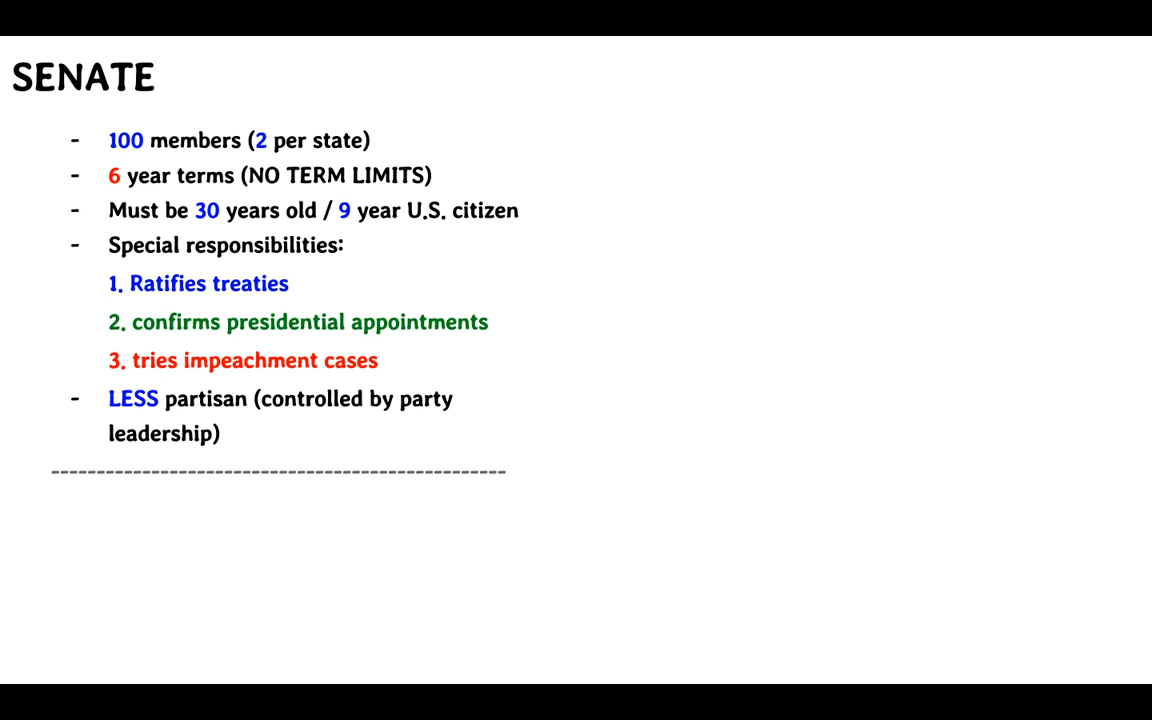 SENATE
- 100 members (2 per state)
- 6 year terms (NO TERM LIMITS)
- Must be 30 years old / 9 year U.S. citizen
- Special responsibilities:
1. Ratifies treaties
2. confirms presidential appointments
3. tries impeachment cases
- LESS partisan (controlled by party
leadership)
------------------------------------------------